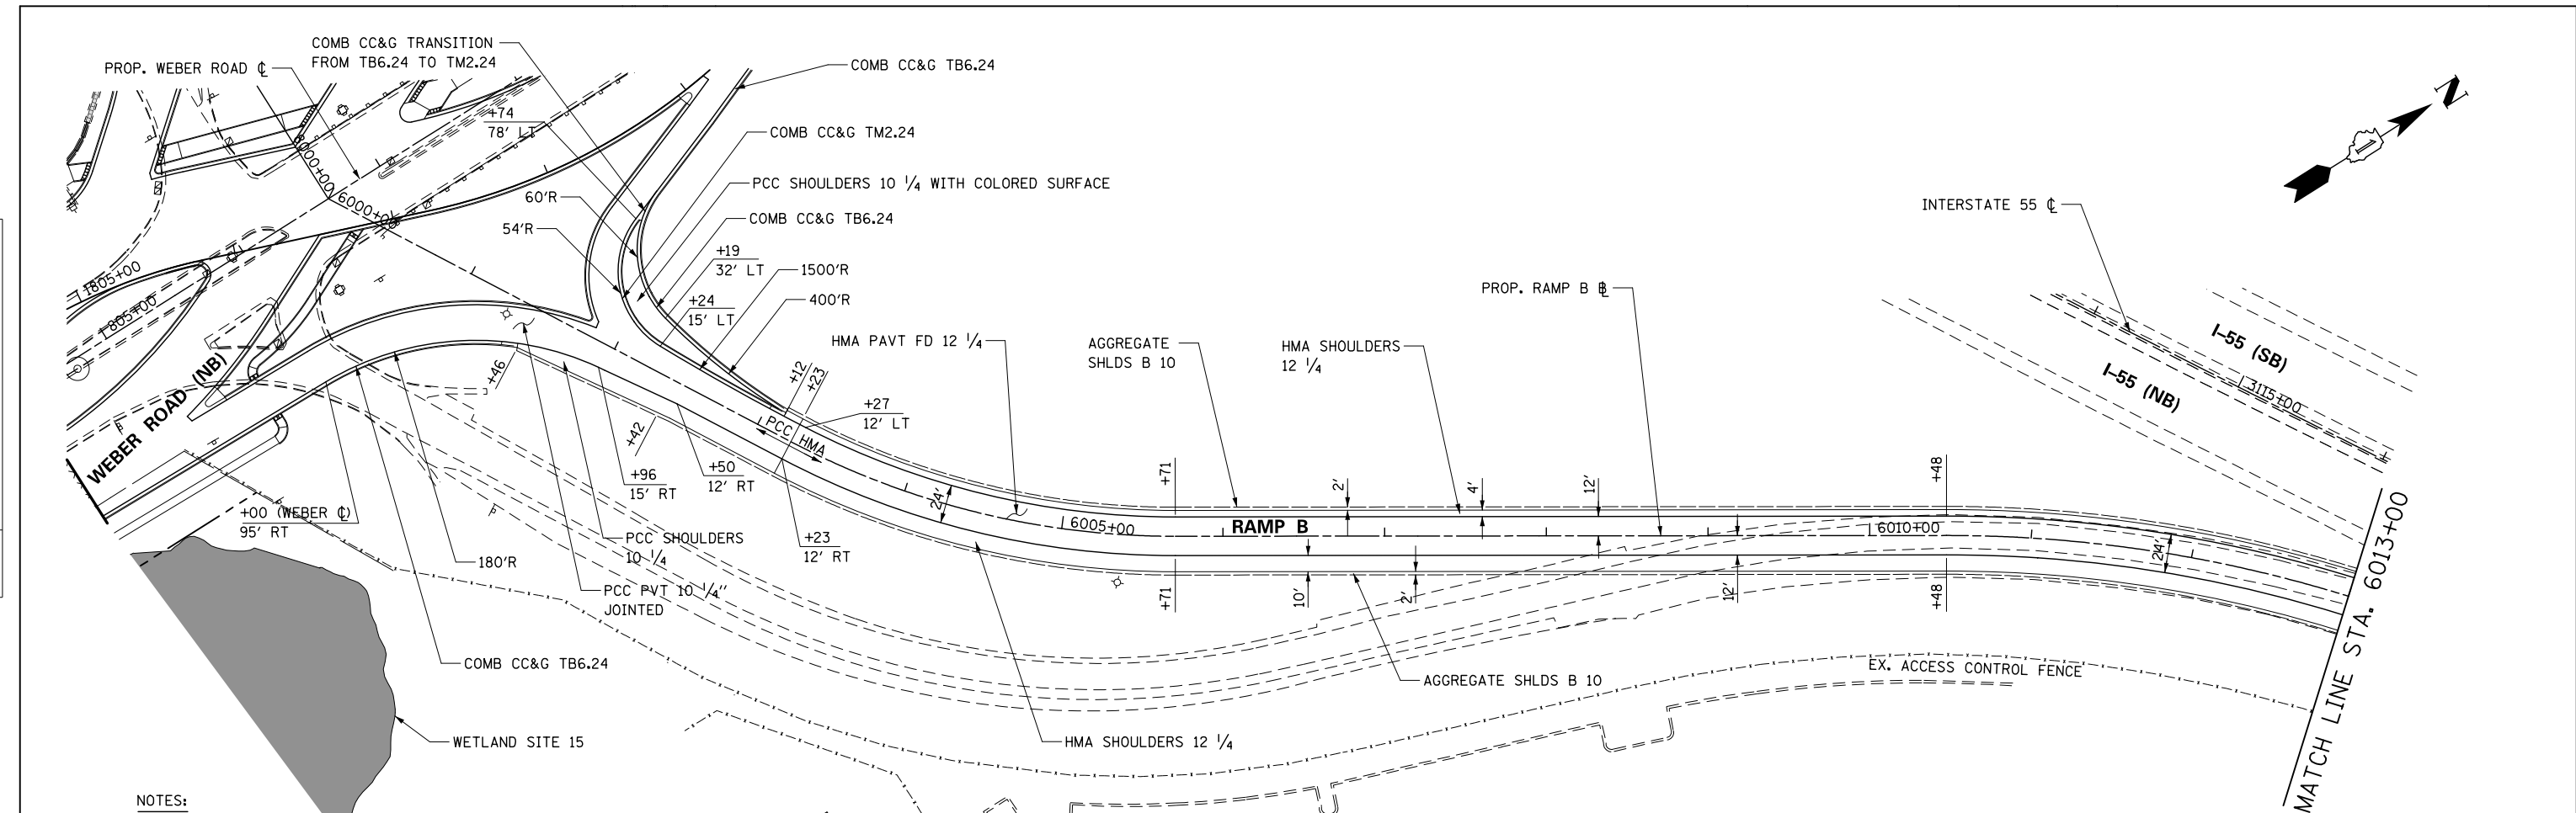 COMB CC&G TRANSITION
FROM TB6.24 TO TM2.24
PROP. WEBER ROAD ℄
COMB CC&G TB6.24
+74
78' LT
COMB CC&G TM2.24
PCC SHOULDERS 10 1/4 WITH COLORED SURFACE
60'R
COMB CC&G TB6.24
54'R
+19
32' LT
1500'R
+24
15' LT
400'R
6000+00
1805+00
1805+00
N
1
INTERSTATE 55 ℄
PROP. RAMP B ℄
HMA PAVT FD 12 1/4
AGGREGATE
SHLDS B 10
HMA SHOULDERS
12 1/4
I-55 (SB)
I-55 (NB)
3115+00
WEBER ROAD (NB)
+46
+12
+23
+27
12' LT
PCC HMA
+42
+96
15' RT
+50
12' RT
+23
12' RT
24'
+71
2'
4'
12'
+48
6005+00
RAMP B
6010+00
24'
+71
10'
2'
12'
+48
+00 (WEBER ℄)
95' RT
180'R
PCC SHOULDERS
10 1/4
PCC PVT 10 1/4"
JOINTED
COMB CC&G TB6.24
WETLAND SITE 15
HMA SHOULDERS 12 1/4
AGGREGATE SHLDS B 10
EX. ACCESS CONTROL FENCE
MATCH LINE STA. 6013+00
NOTES: